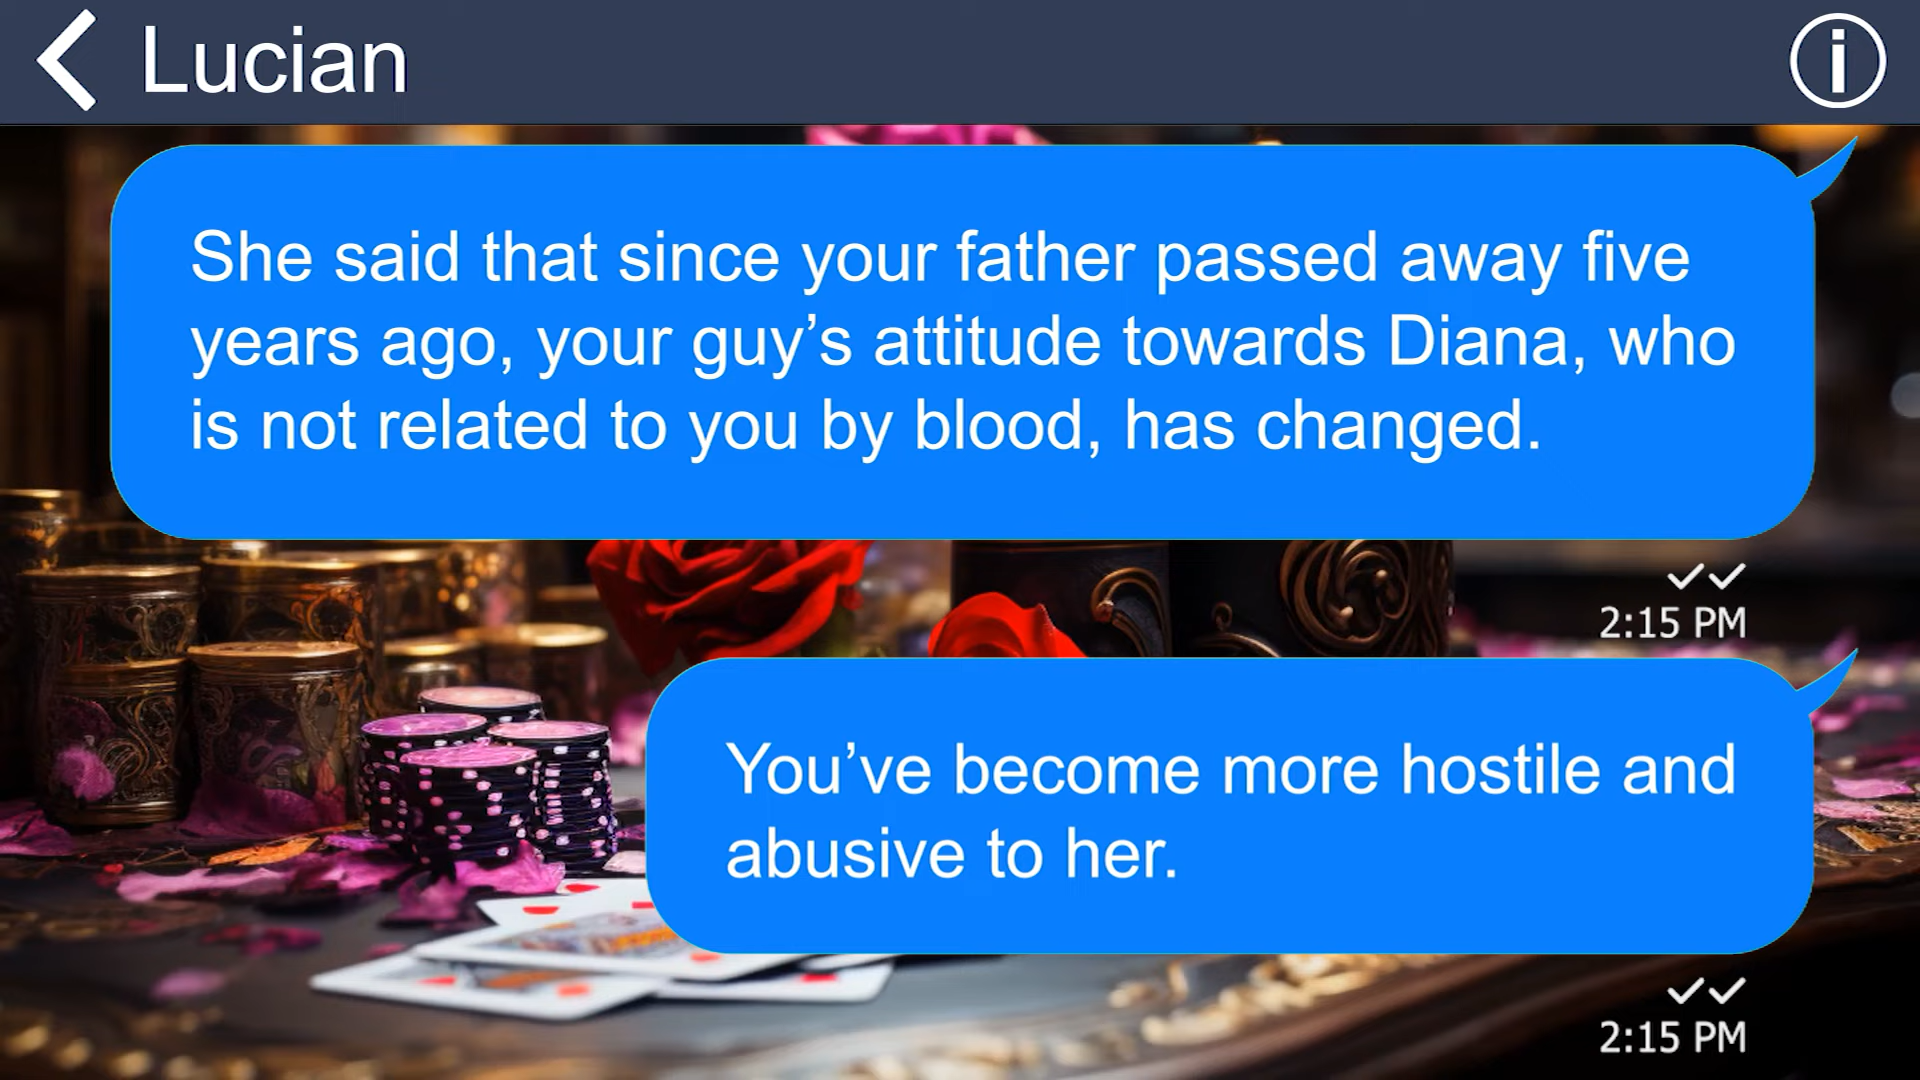 Lucian
She said that since your father passed away five
years ago, your guy’s attitude towards Diana, who
is not related to you by blood, has changed.
2:15 PM
You’ve become more hostile and
abusive to her.
2:15 PM